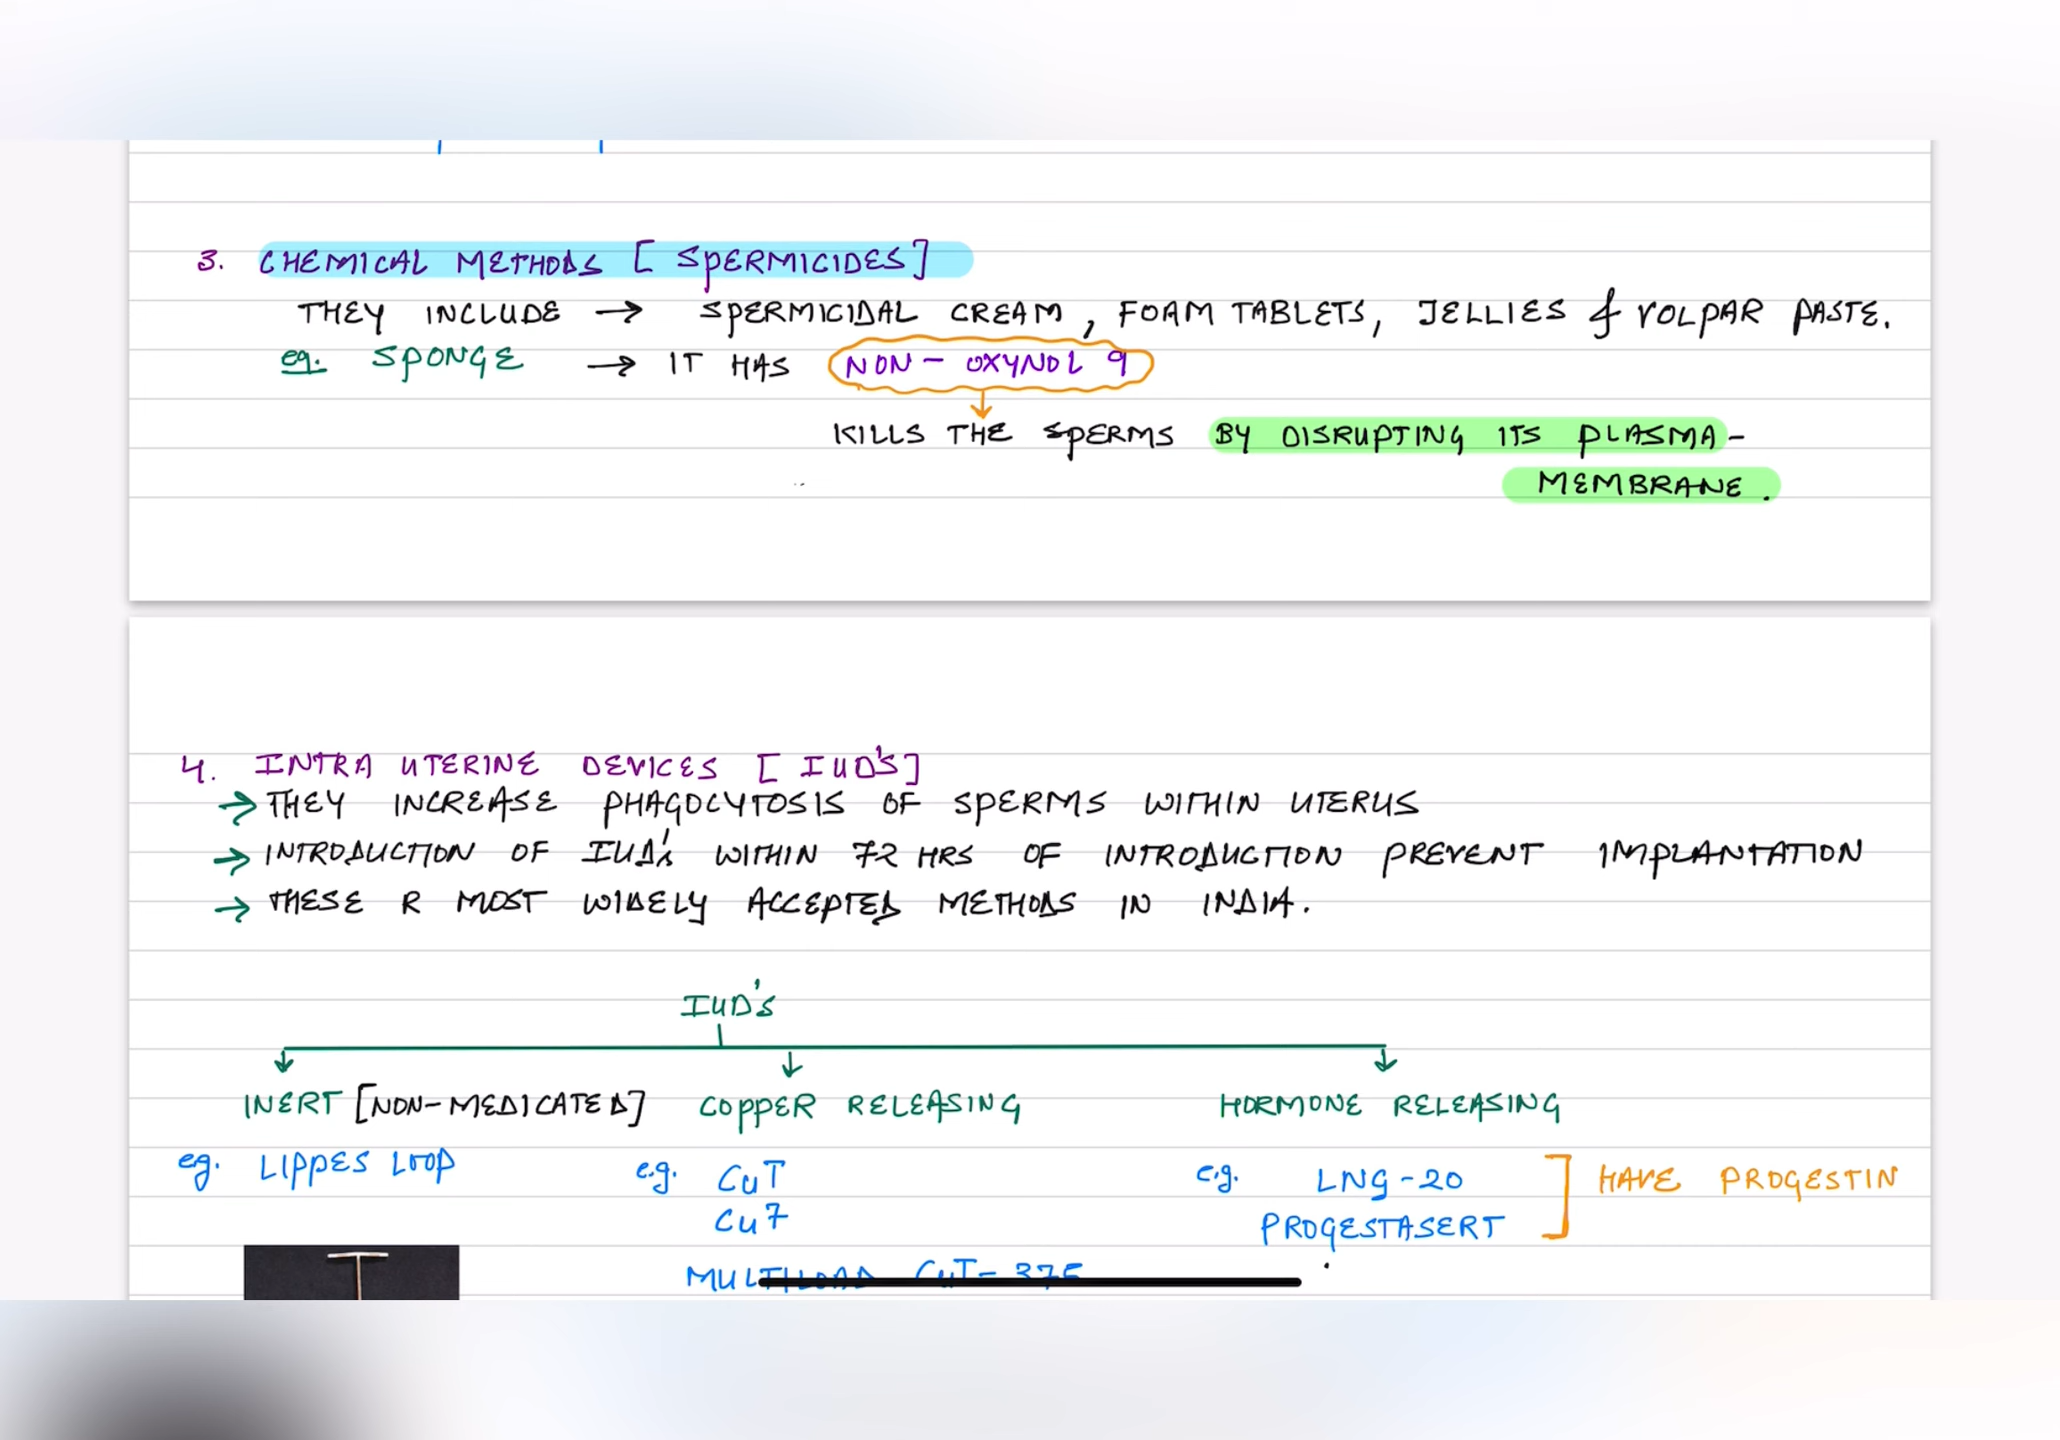 3. CHEMICAL METHODS [ SPERMICIDES]
THEY INCLUDE → SPERMICIDAL CREAM, FOAM TABLETS, JELLIES & VOLPAR PASTE.
eg. SPONGE → IT HAS NON- OXYNOL 9
↓
KILLS THE SPERMS BY DISRUPTING ITS PLASMA-
MEMBRANE.
4. INTRA UTERINE DEVICES [ IUD's]
→ THEY INCREASE PHAGOCYTOSIS OF SPERMS WITHIN UTERUS
→ INTRODUCTION OF IUD's WITHIN 72 HRS OF INTRODUCTION PREVENT IMPLANTATION
→ THESE R MOST WIDELY ACCEPTED METHODS IN INDIA.
IUD's
INERT [NON-MEDICATED] COPPER RELEASING HORMONE RELEASING
eg. LIPPES LOOP e.g. CuT e.g. LNG-20 ] HAVE PROGESTIN
Cu7 PROGESTASERT
MULTILOAD CuT- 375